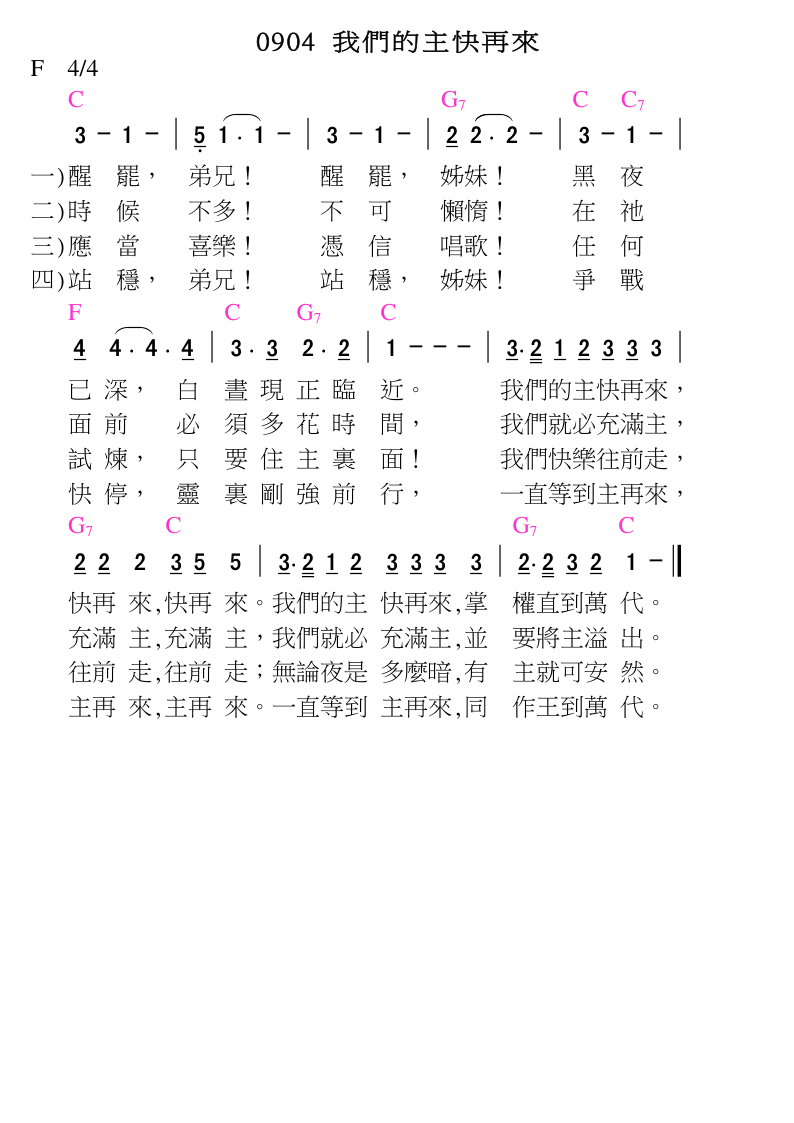 0904 我們的主快再來
F 4/4
C G7 C C7
3 － 1 － | 5̣ 1 · 1 － | 3 － 1 － | 2 2 · 2 － | 3 － 1 － |
一)醒 罷， 弟兄！ 醒 罷， 姊妹！ 黑 夜
二)時 候 不多！ 不 可 懶惰！ 在 祂
三)應 當 喜樂！ 憑 信 唱歌！ 任 何
四)站 穩， 弟兄！ 站 穩， 姊妹！ 爭 戰
F C G7 C
4 4 · 4 · 4 | 3 · 3 2 · 2 | 1 － － － | 3 · 2 1 2 3 3 3 |
已 深， 白 晝 現 正 臨 近。 我們的主快再來，
面 前 必 須 多 花 時 間， 我們就必充滿主，
試 煉， 只 要 住 主 裏 面！ 我們快樂往前走，
快 停， 靈 裏 剛 強 前 行， 一直等到主再來，
G7 C G7 C
2 2 2 3 5 5 | 3 · 2 1 2 3 3 3 3 | 2 · 2 3 2 1 － ‖
快再 來,快再 來。我們的主 快再來,掌 權直到萬 代。
充滿 主,充滿 主，我們就必 充滿主,並 要將主溢 出。
往前 走,往前 走；無論夜是 多麼暗,有 主就可安 然。
主再 來,主再 來。一直等到 主再來,同 作王到萬 代。